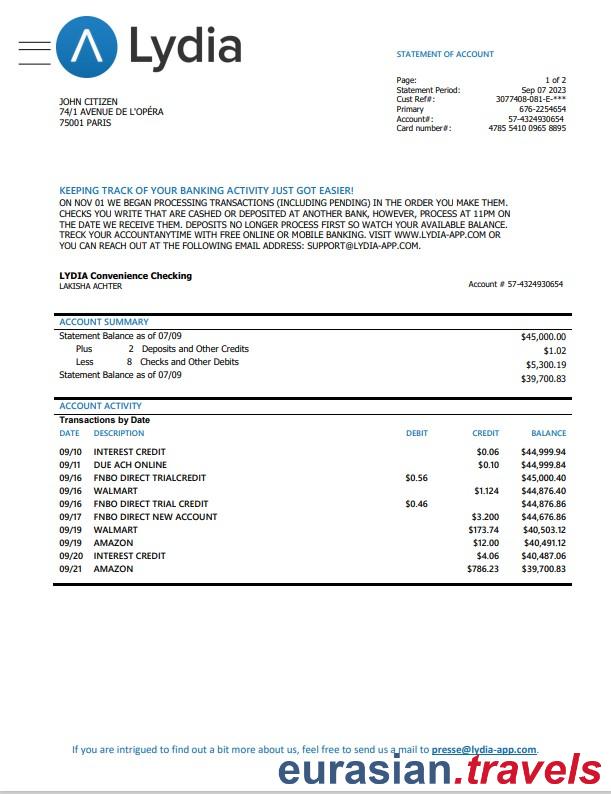 Lydia
STATEMENT OF ACCOUNT
Page: 1 of 2
Statement Period: Sep 07 2023
Cust Ref#: 3077408-081-E-***
Primary 676-2254654
Account#: 57-4324930654
Card number#: 4785 5410 0965 8895
JOHN CITIZEN
74/1 AVENUE DE L'OPÉRA
75001 PARIS
KEEPING TRACK OF YOUR BANKING ACTIVITY JUST GOT EASIER!
ON NOV 01 WE BEGAN PROCESSING TRANSACTIONS (INCLUDING PENDING) IN THE ORDER YOU MAKE THEM.
CHECKS YOU WRITE THAT ARE CASHED OR DEPOSITED AT ANOTHER BANK, HOWEVER, PROCESS AT 11PM ON
THE DATE WE RECEIVE THEM. DEPOSITS NO LONGER PROCESS FIRST SO WATCH YOUR AVAILABLE BALANCE.
TRECK YOUR ACCOUNTANYTIME WITH FREE ONLINE OR MOBILE BANKING. VISIT WWW.LYDIA-APP.COM OR
YOU CAN REACH OUT AT THE FOLLOWING EMAIL ADDRESS: SUPPORT@LYDIA-APP.COM.
LYDIA Convenience Checking
LAKISHA ACHTER Account # 57-4324930654
ACCOUNT SUMMARY
Statement Balance as of 07/09 $45,000.00
Plus 2 Deposits and Other Credits $1.02
Less 8 Checks and Other Debits $5,300.19
Statement Balance as of 07/09 $39,700.83
ACCOUNT ACTIVITY
Transactions by Date
DATE DESCRIPTION DEBIT CREDIT BALANCE
09/10 INTEREST CREDIT $0.06 $44,999.94
09/11 DUE ACH ONLINE $0.10 $44,999.84
09/16 FNBO DIRECT TRIALCREDIT $0.56 $45,000.40
09/16 WALMART $1.124 $44,876.40
09/16 FNBO DIRECT TRIAL CREDIT $0.46 $44,876.86
09/17 FNBO DIRECT NEW ACCOUNT $3.200 $44,676.86
09/19 WALMART $173.74 $40,503.12
09/19 AMAZON $12.00 $40,491.12
09/20 INTEREST CREDIT $4.06 $40,487.06
09/21 AMAZON $786.23 $39,700.83
If you are intrigued to find out a bit more about us, feel free to send us a mail to presse@lydia-app.com.
eurasian.travels